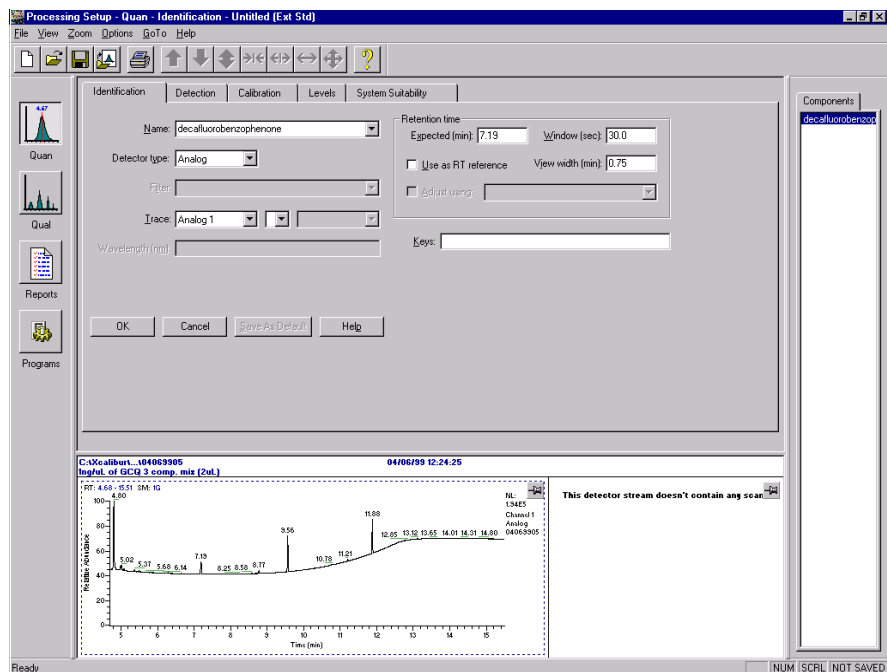 Processing Setup - Quan - Identification - Untitled (Ext Std)
File View Zoom Options GoTo Help
Identification Detection Calibration Levels System Suitability
Name: decafluorobenzophenone
Detector type: Analog
Filter:
Trace: Analog 1
Wavelength (nm):
Retention time
Expected (min): 7.19 Window (sec): 30.0
Use as RT reference View width (min): 0.75
Adjust using:
Keys:
OK Cancel Save As Default Help
4.67
Quan
Qual
Reports
Programs
Components
decafluorobenzop
C:\Xcalibur\...\04069905 04/06/99 12:24:25
1ng/uL of GCQ 3 comp. mix (2uL)
RT: 4.68 - 15.51 SM: 1G
NL:
1.94E5
Channel 1
Analog
04069905
4.80
5.02
5.37
5.68
6.14
7.19
8.25
8.58
8.77
9.56
10.78
11.21
11.88
12.85
13.12
13.65
14.01
14.31
14.80
Relative Abundance
100
80
60
40
20
0
5 6 7 8 9 10 11 12 13 14 15
Time (min)
This detector stream doesn't contain any scan
Ready
NUM SCRL NOT SAVED